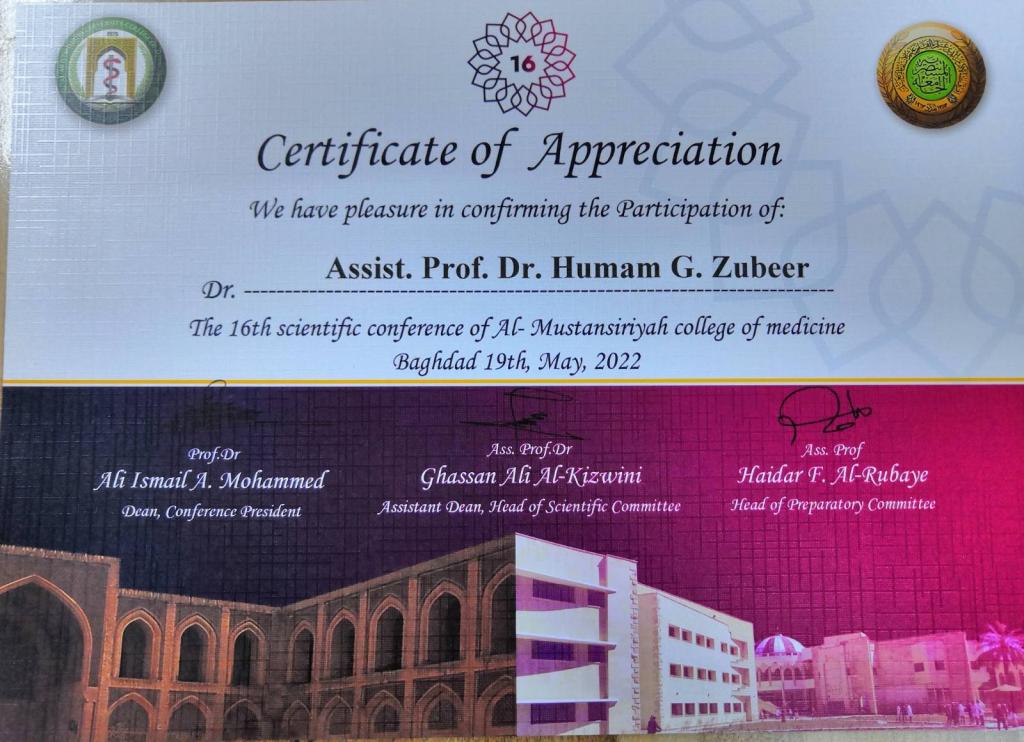 16
Certificate of Appreciation
We have pleasure in confirming the Participation of:
Assist. Prof. Dr. Humam G. Zubeer
Dr. ------------------------------------------------------------------------
The 16th scientific conference of Al- Mustansiriyah college of medicine
Baghdad 19th, May, 2022
Prof.Dr
Ali Ismail A. Mohammed
Dean, Conference President
Ass. Prof.Dr
Ghassan Ali Al-Kizwini
Assistant Dean, Head of Scientific Committee
Ass. Prof
Haidar F. Al-Rubaye
Head of Preparatory Committee